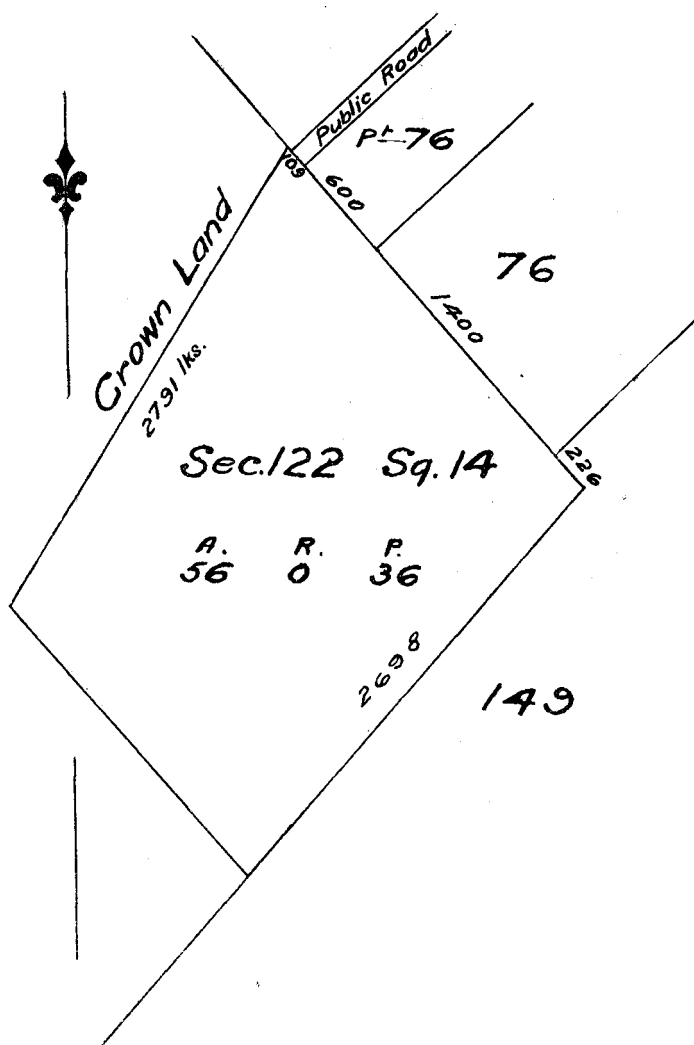 Public Road
Pt 76
109
600
76
Crown Land
1400
2791 lks.
226
Sec. 122 Sq. 14
A. R. P.
56 0 36
2698
149